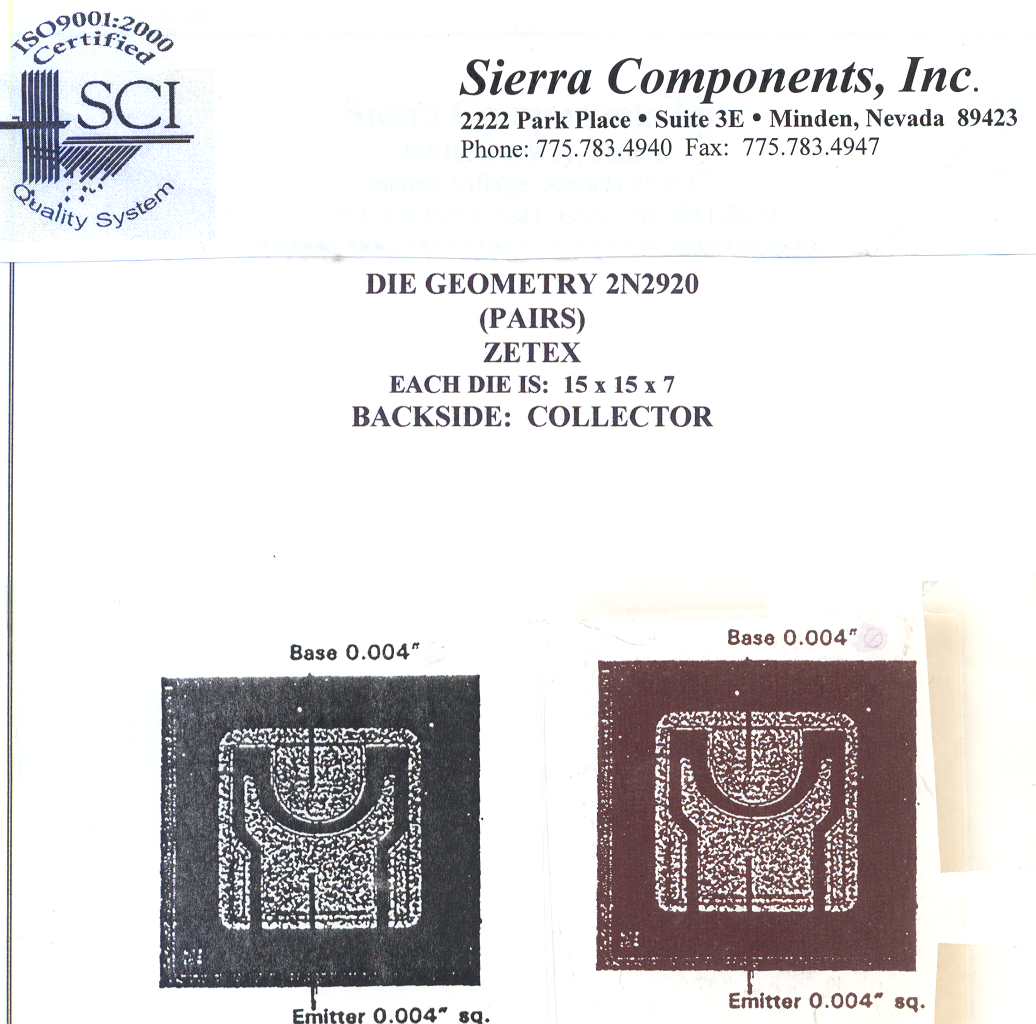 ISO9001:2000
Certified
SCI
Quality System
Sierra Components, Inc.
2222 Park Place • Suite 3E • Minden, Nevada 89423
Phone: 775.783.4940 Fax: 775.783.4947
DIE GEOMETRY 2N2920
(PAIRS)
ZETEX
EACH DIE IS: 15 x 15 x 7
BACKSIDE: COLLECTOR
Base 0.004"
Base 0.004"
Emitter 0.004" sq.
Emitter 0.004" sq.